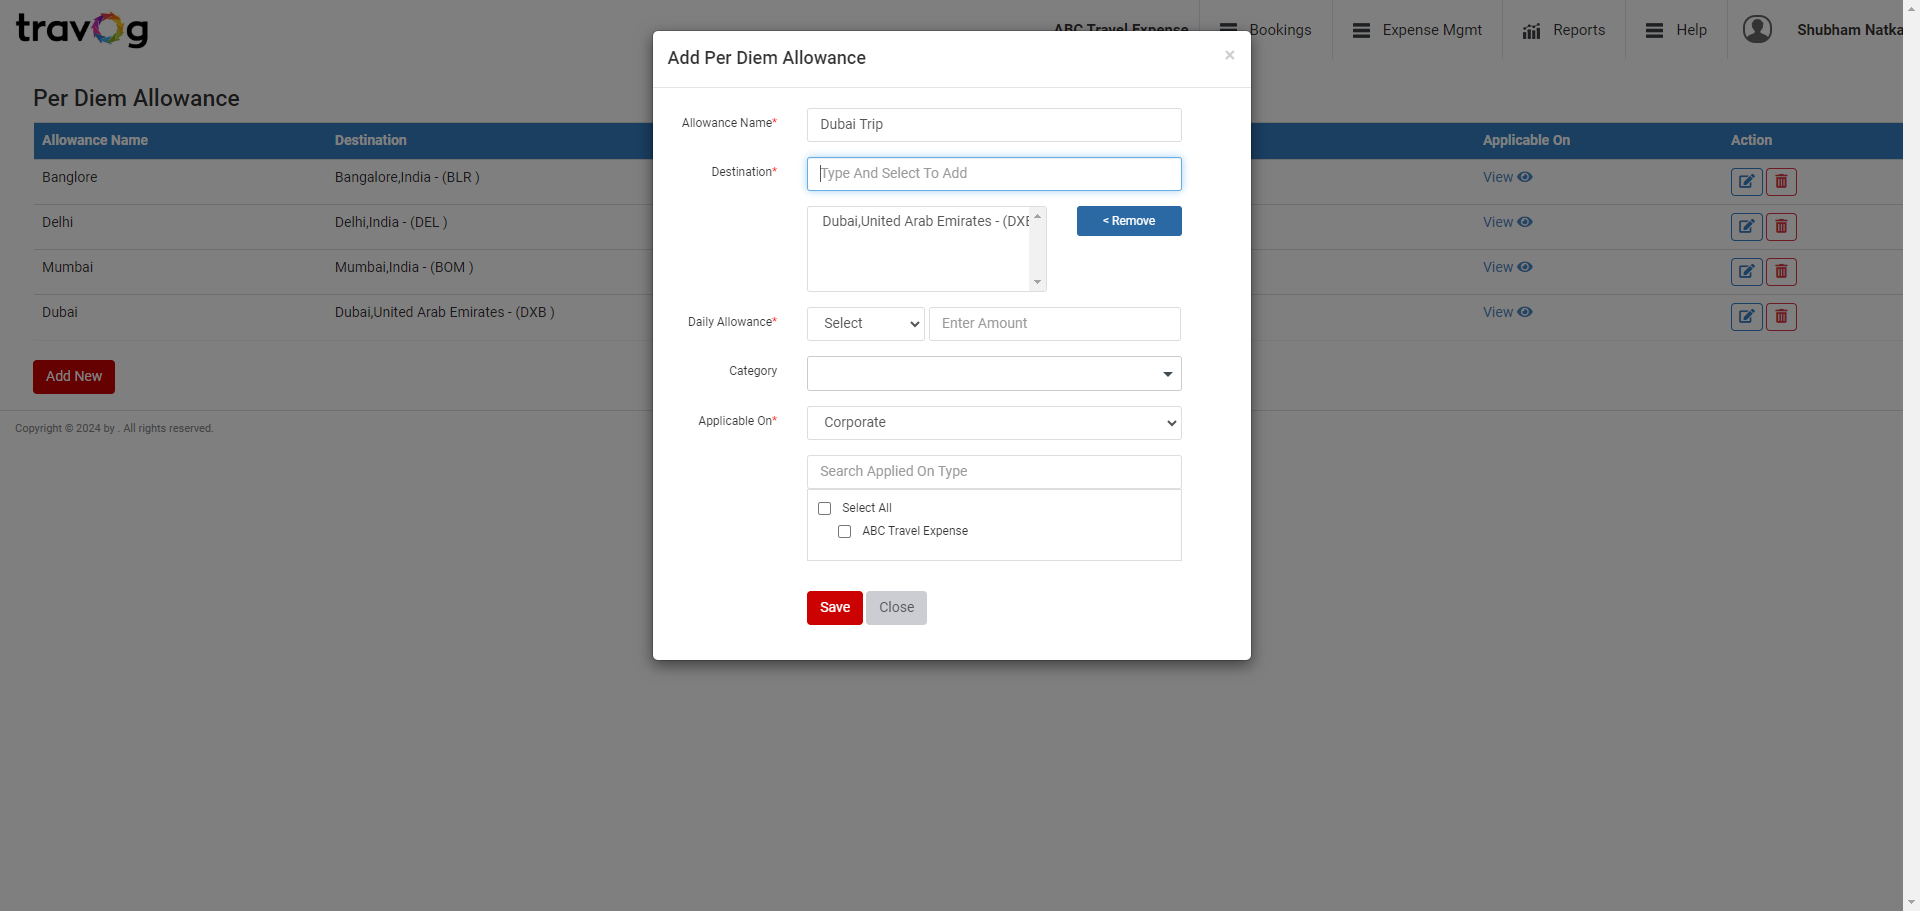 travog
ABC Travel Expense
Bookings
Expense Mgmt
Reports
Help
Shubham Natka
Per Diem Allowance
Allowance Name
Destination
Applicable On
Action
Banglore
Bangalore,India - (BLR )
View
Delhi
Delhi,India - (DEL )
View
Mumbai
Mumbai,India - (BOM )
View
Dubai
Dubai,United Arab Emirates - (DXB )
View
Add New
Copyright © 2024 by . All rights reserved.
Add Per Diem Allowance
×
Allowance Name*
Dubai Trip
Destination*
Type And Select To Add
Dubai,United Arab Emirates - (DXB
< Remove
Daily Allowance*
Select
Enter Amount
Category
Applicable On*
Corporate
Search Applied On Type
Select All
ABC Travel Expense
Save
Close